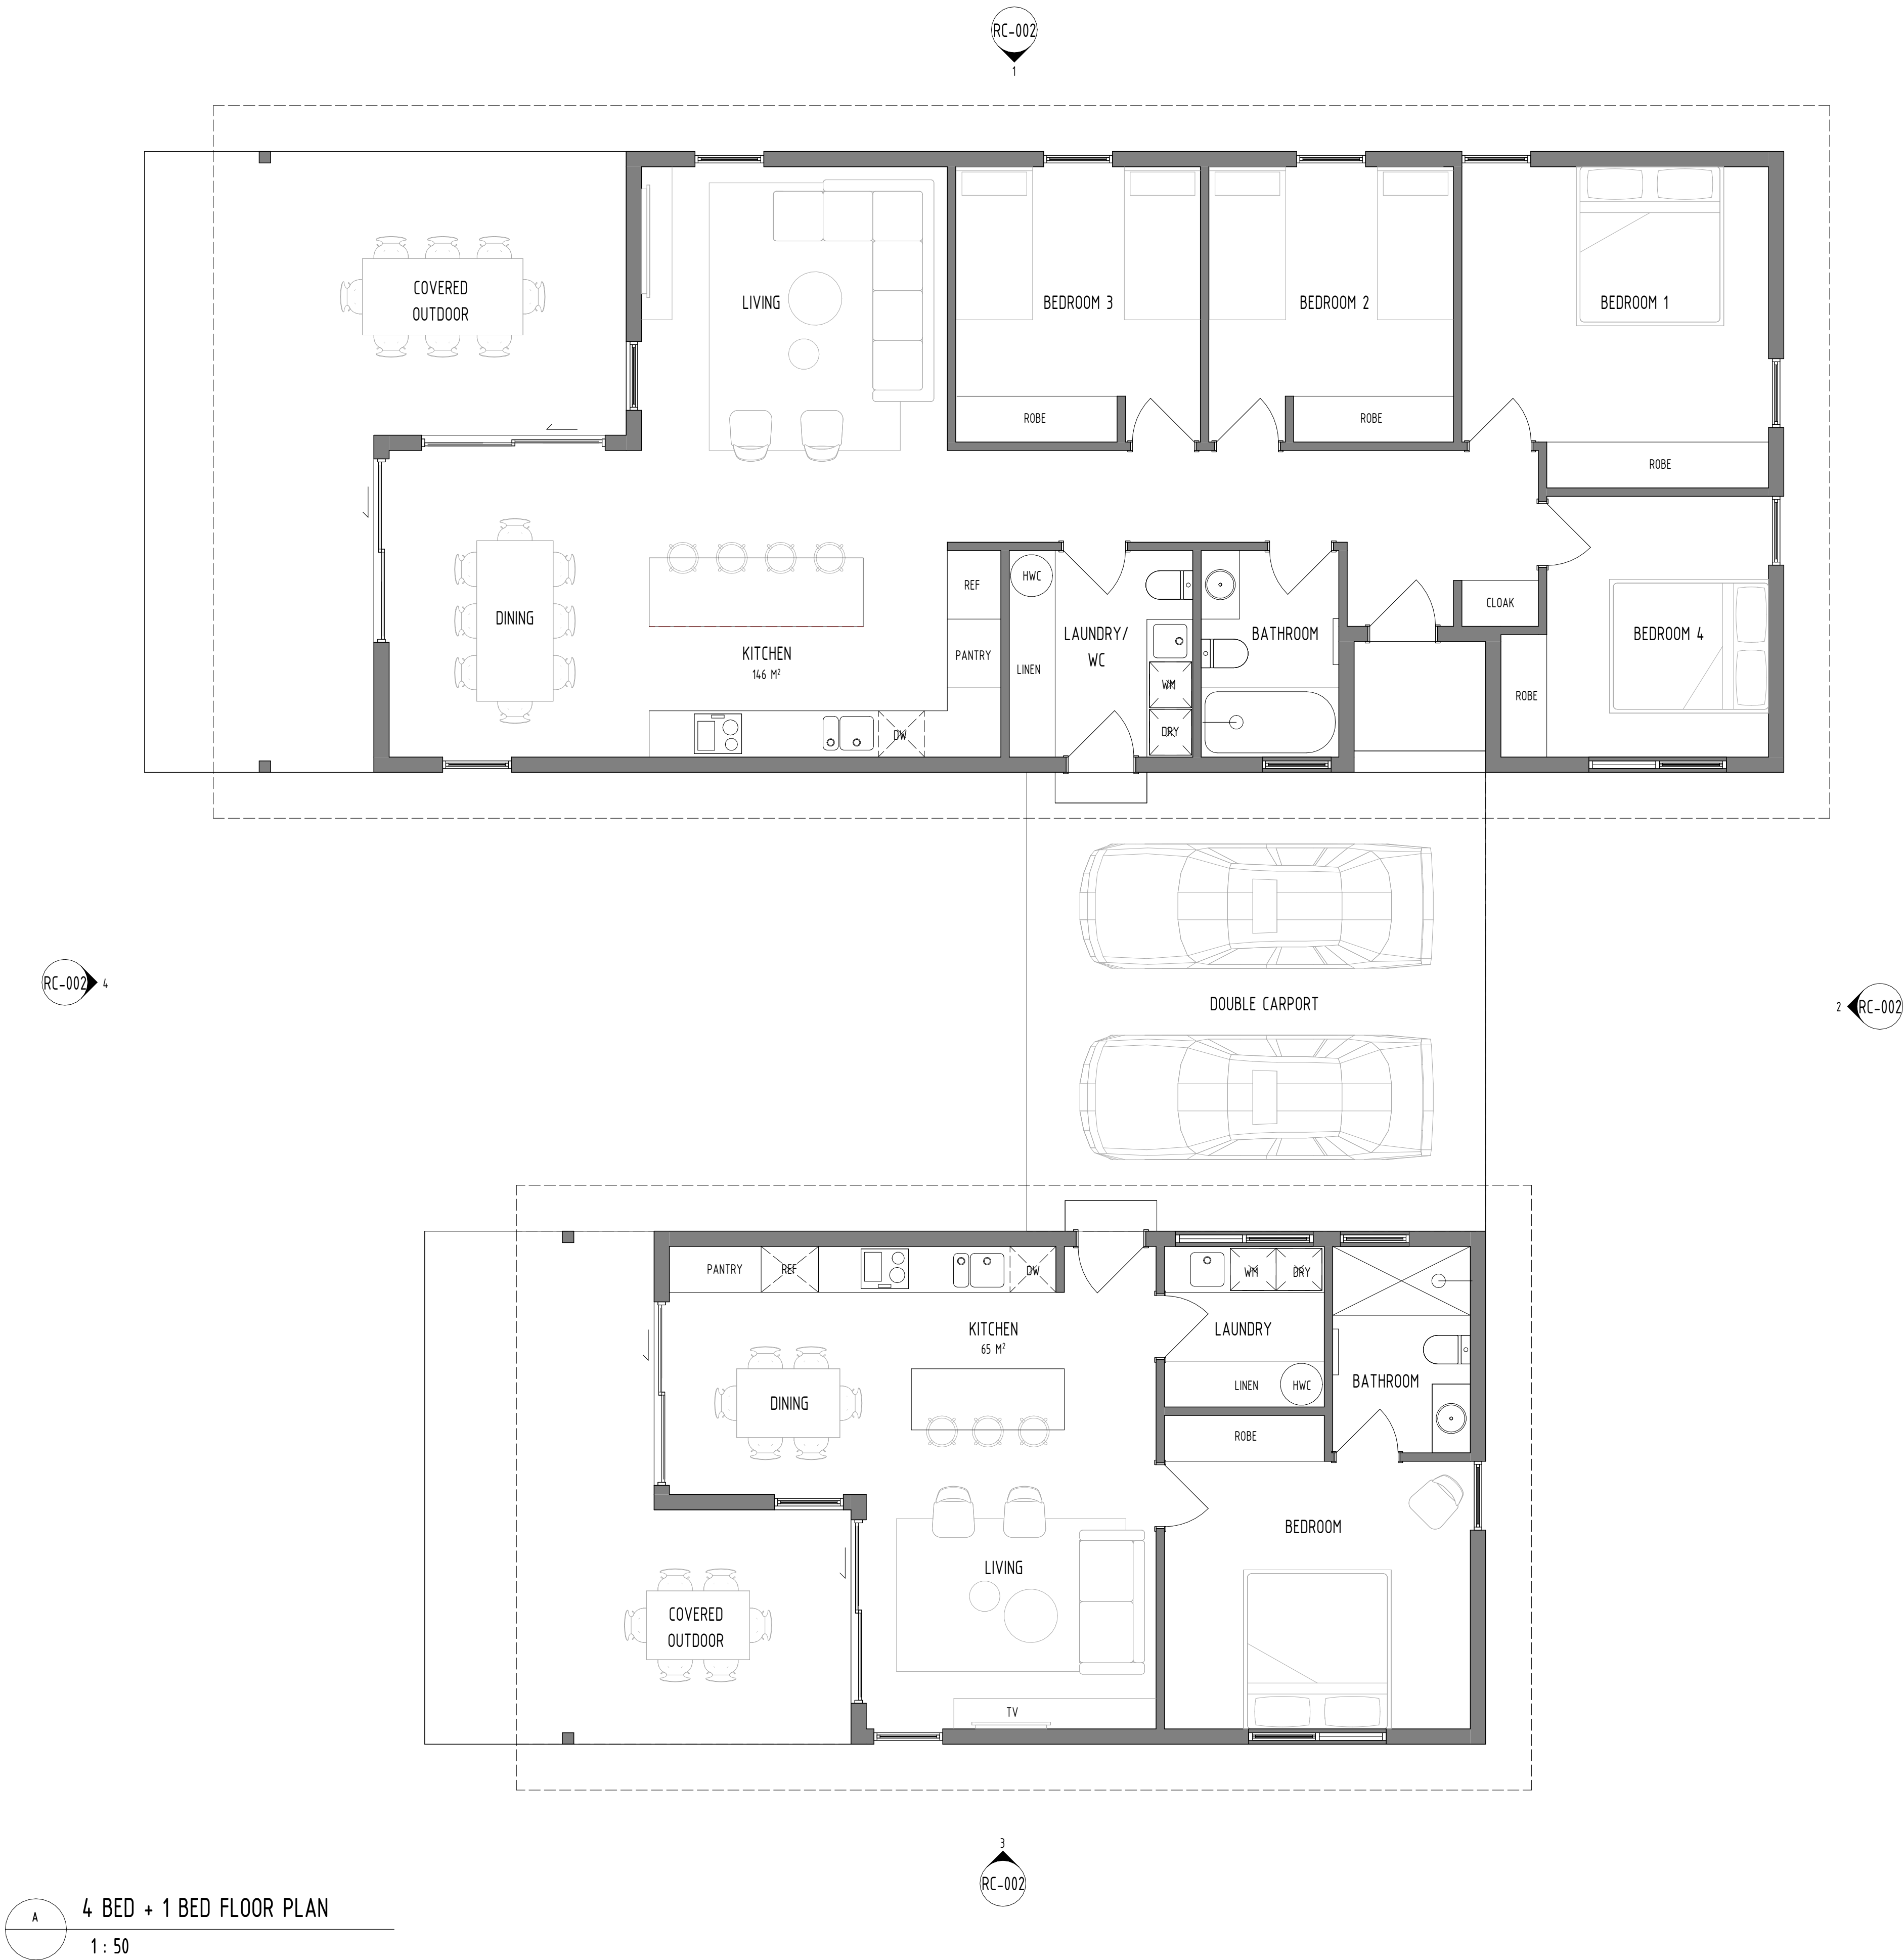 RC-002
1
COVERED
OUTDOOR
LIVING
BEDROOM 3
BEDROOM 2
BEDROOM 1
ROBE
ROBE
ROBE
HWC
REF
CLOAK
DINING
LAUNDRY/
WC
BATHROOM
BEDROOM 4
KITCHEN
146 M²
PANTRY
LINEN
WM
ROBE
DW
DRY
RC-002
4
DOUBLE CARPORT
2
RC-002
PANTRY
REF
DW
WM
DRY
KITCHEN
65 M²
LAUNDRY
DINING
LINEN
HWC
BATHROOM
ROBE
BEDROOM
LIVING
COVERED
OUTDOOR
TV
3
RC-002
A
4 BED + 1 BED FLOOR PLAN
1 : 50